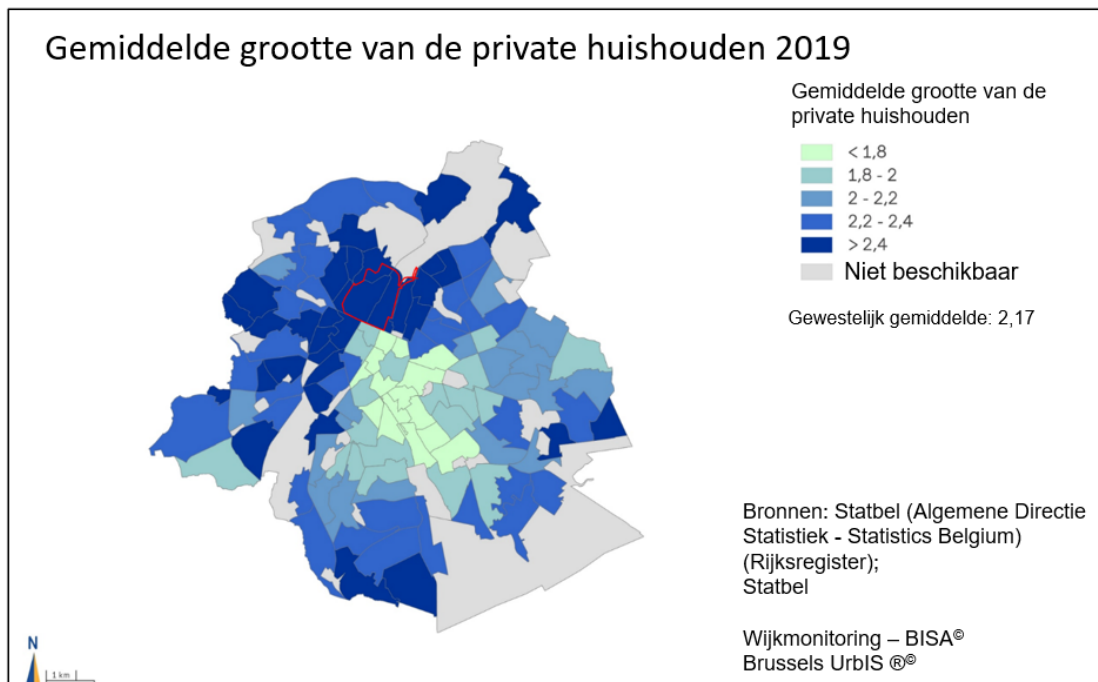 Gemiddelde grootte van de private huishouden 2019
Gemiddelde grootte van de
private huishouden
< 1,8
1,8 - 2
2 - 2,2
2,2 - 2,4
> 2,4
Niet beschikbaar
Gewestelijk gemiddelde: 2,17
Bronnen: Statbel (Algemene Directie
Statistiek - Statistics Belgium)
(Rijksregister);
Statbel
Wijkmonitoring – BISA©
Brussels UrbIS ®©
N
1 km